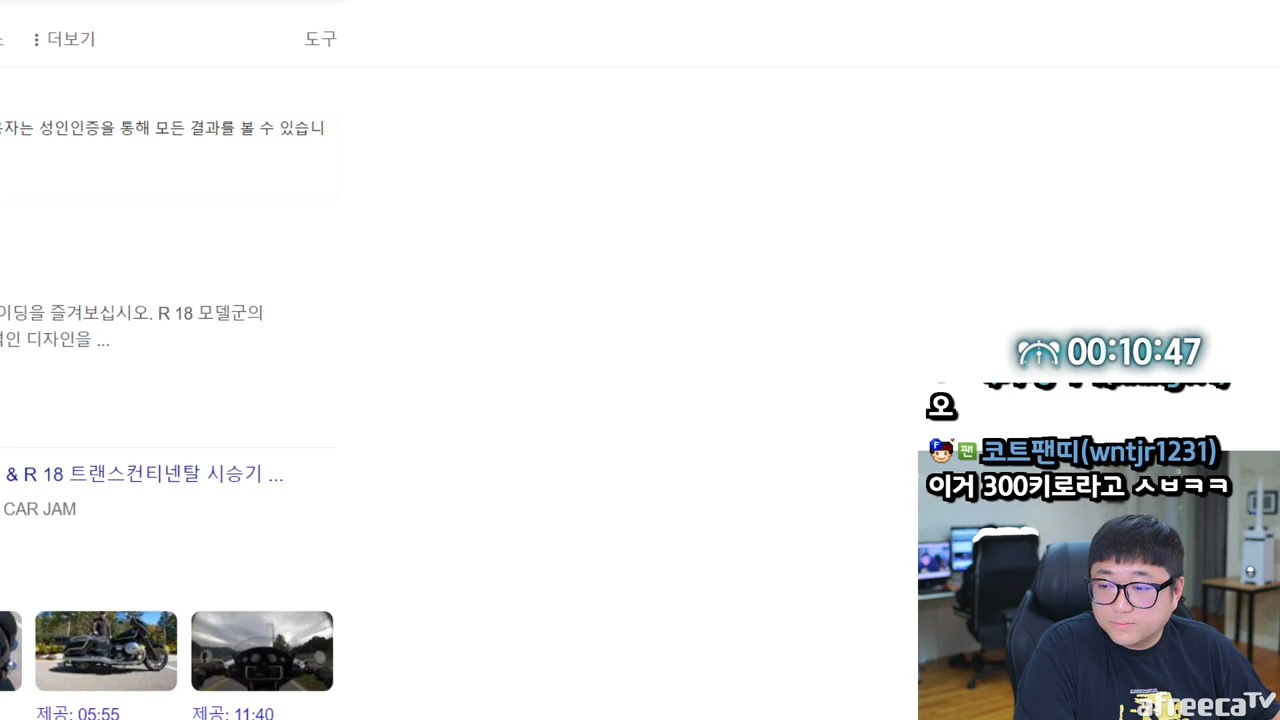 더보기
도구
자는 성인인증을 통해 모든 결과를 볼 수 있습니
이딩을 즐겨보십시오. R 18 모델군의
인 디자인을 ...
& R 18 트랜스컨티넨탈 시승기 ...
CAR JAM
제공: 05:55
제공: 11:40
00:10:47
오
팬 코트팬띠(wntjr1231)
이거 300키로라고 ㅅㅂㅋㅋ
afreecaTV